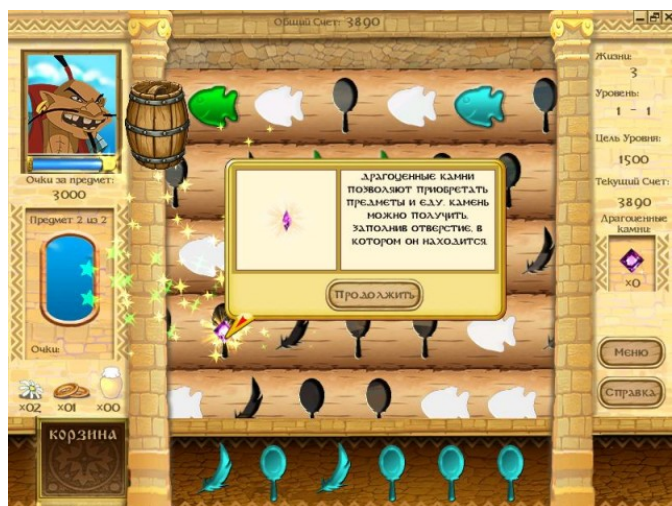 Общий Счет: 3890
Очки за предмет:
3000
Предмет 2 из 2
Очки:
x02 x01 x00
корзина
Драгоценные камни
позволяют приобретать
предметы и еду. Камень
можно получить,
заполнив отверстие, в
котором он находится
Продолжить
Жизни:
3
Уровень:
1 - 1
Цель Уровня:
1500
Текущий Счет:
3890
Драгоценные
камни:
x0
Меню
Справка